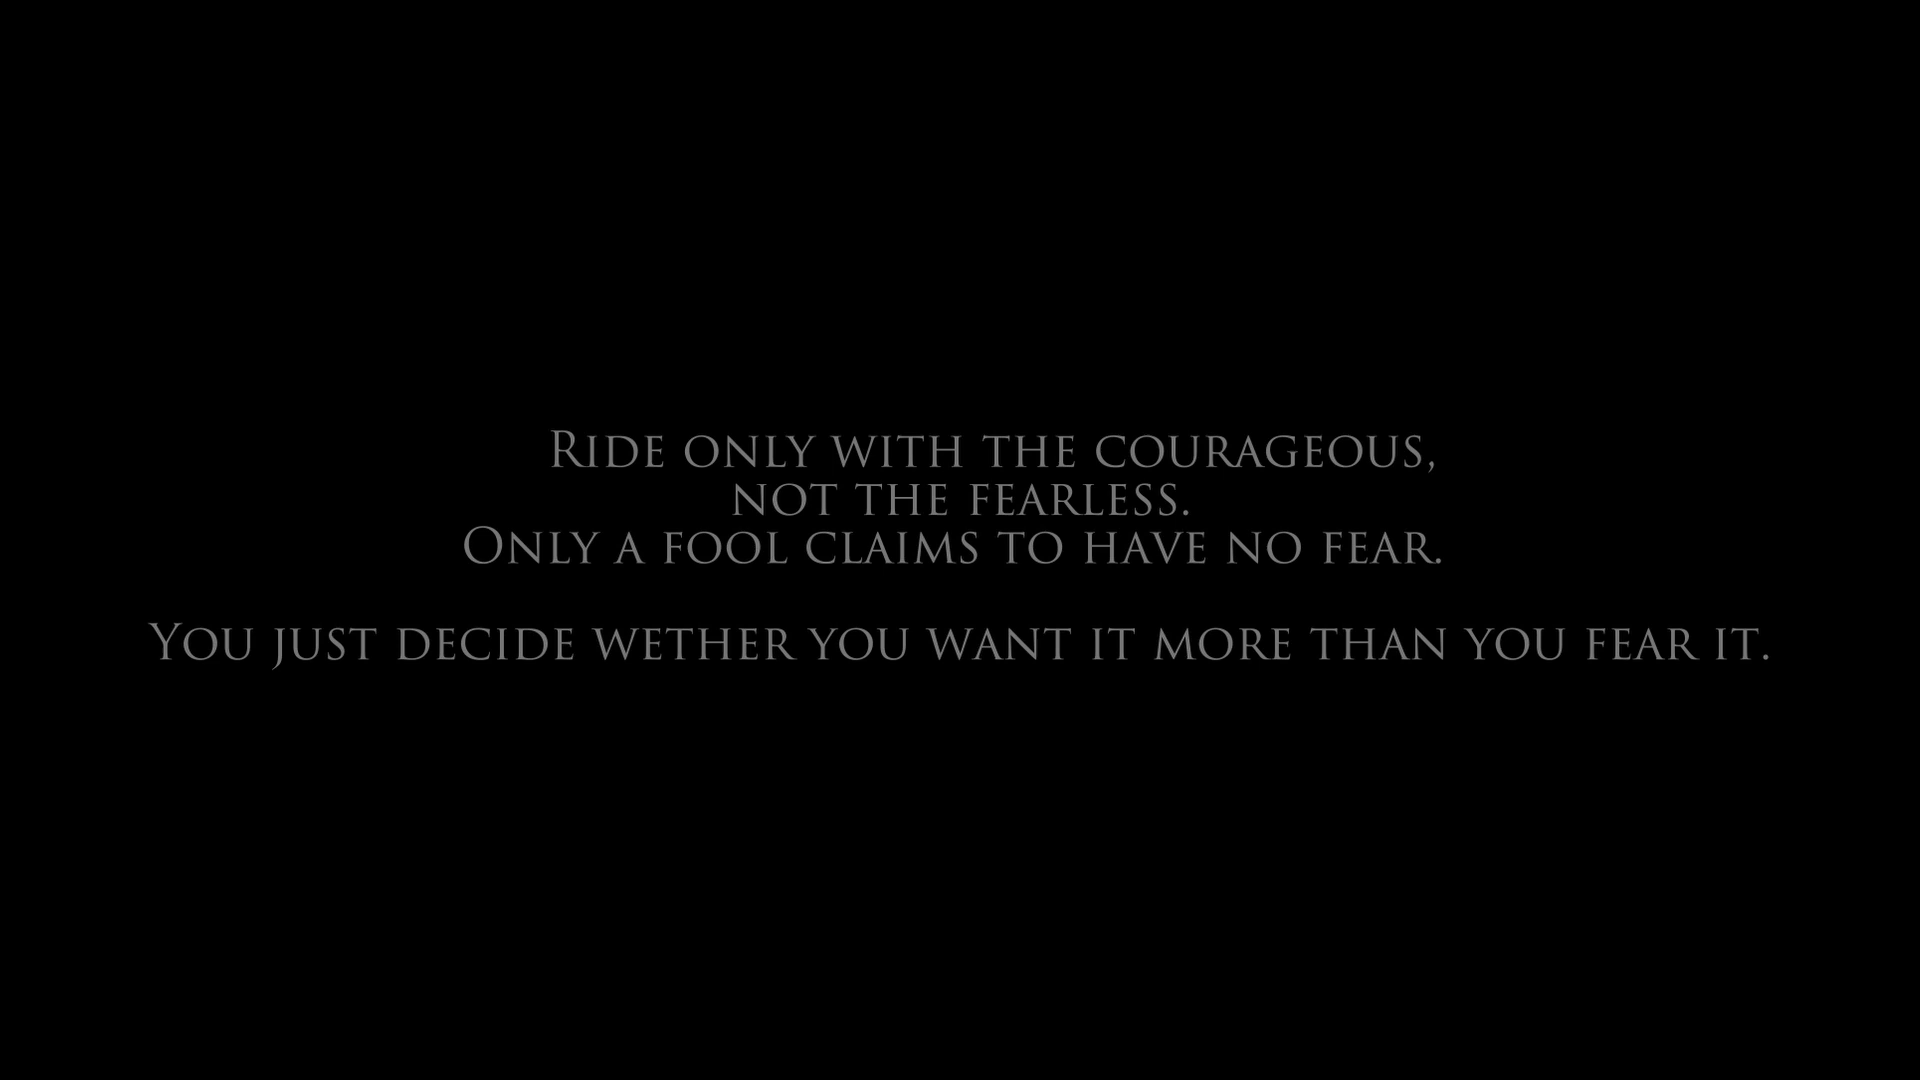 Ride only with the courageous,
not the fearless.
Only a fool claims to have no fear.
You just decide wether you want it more than you fear it.